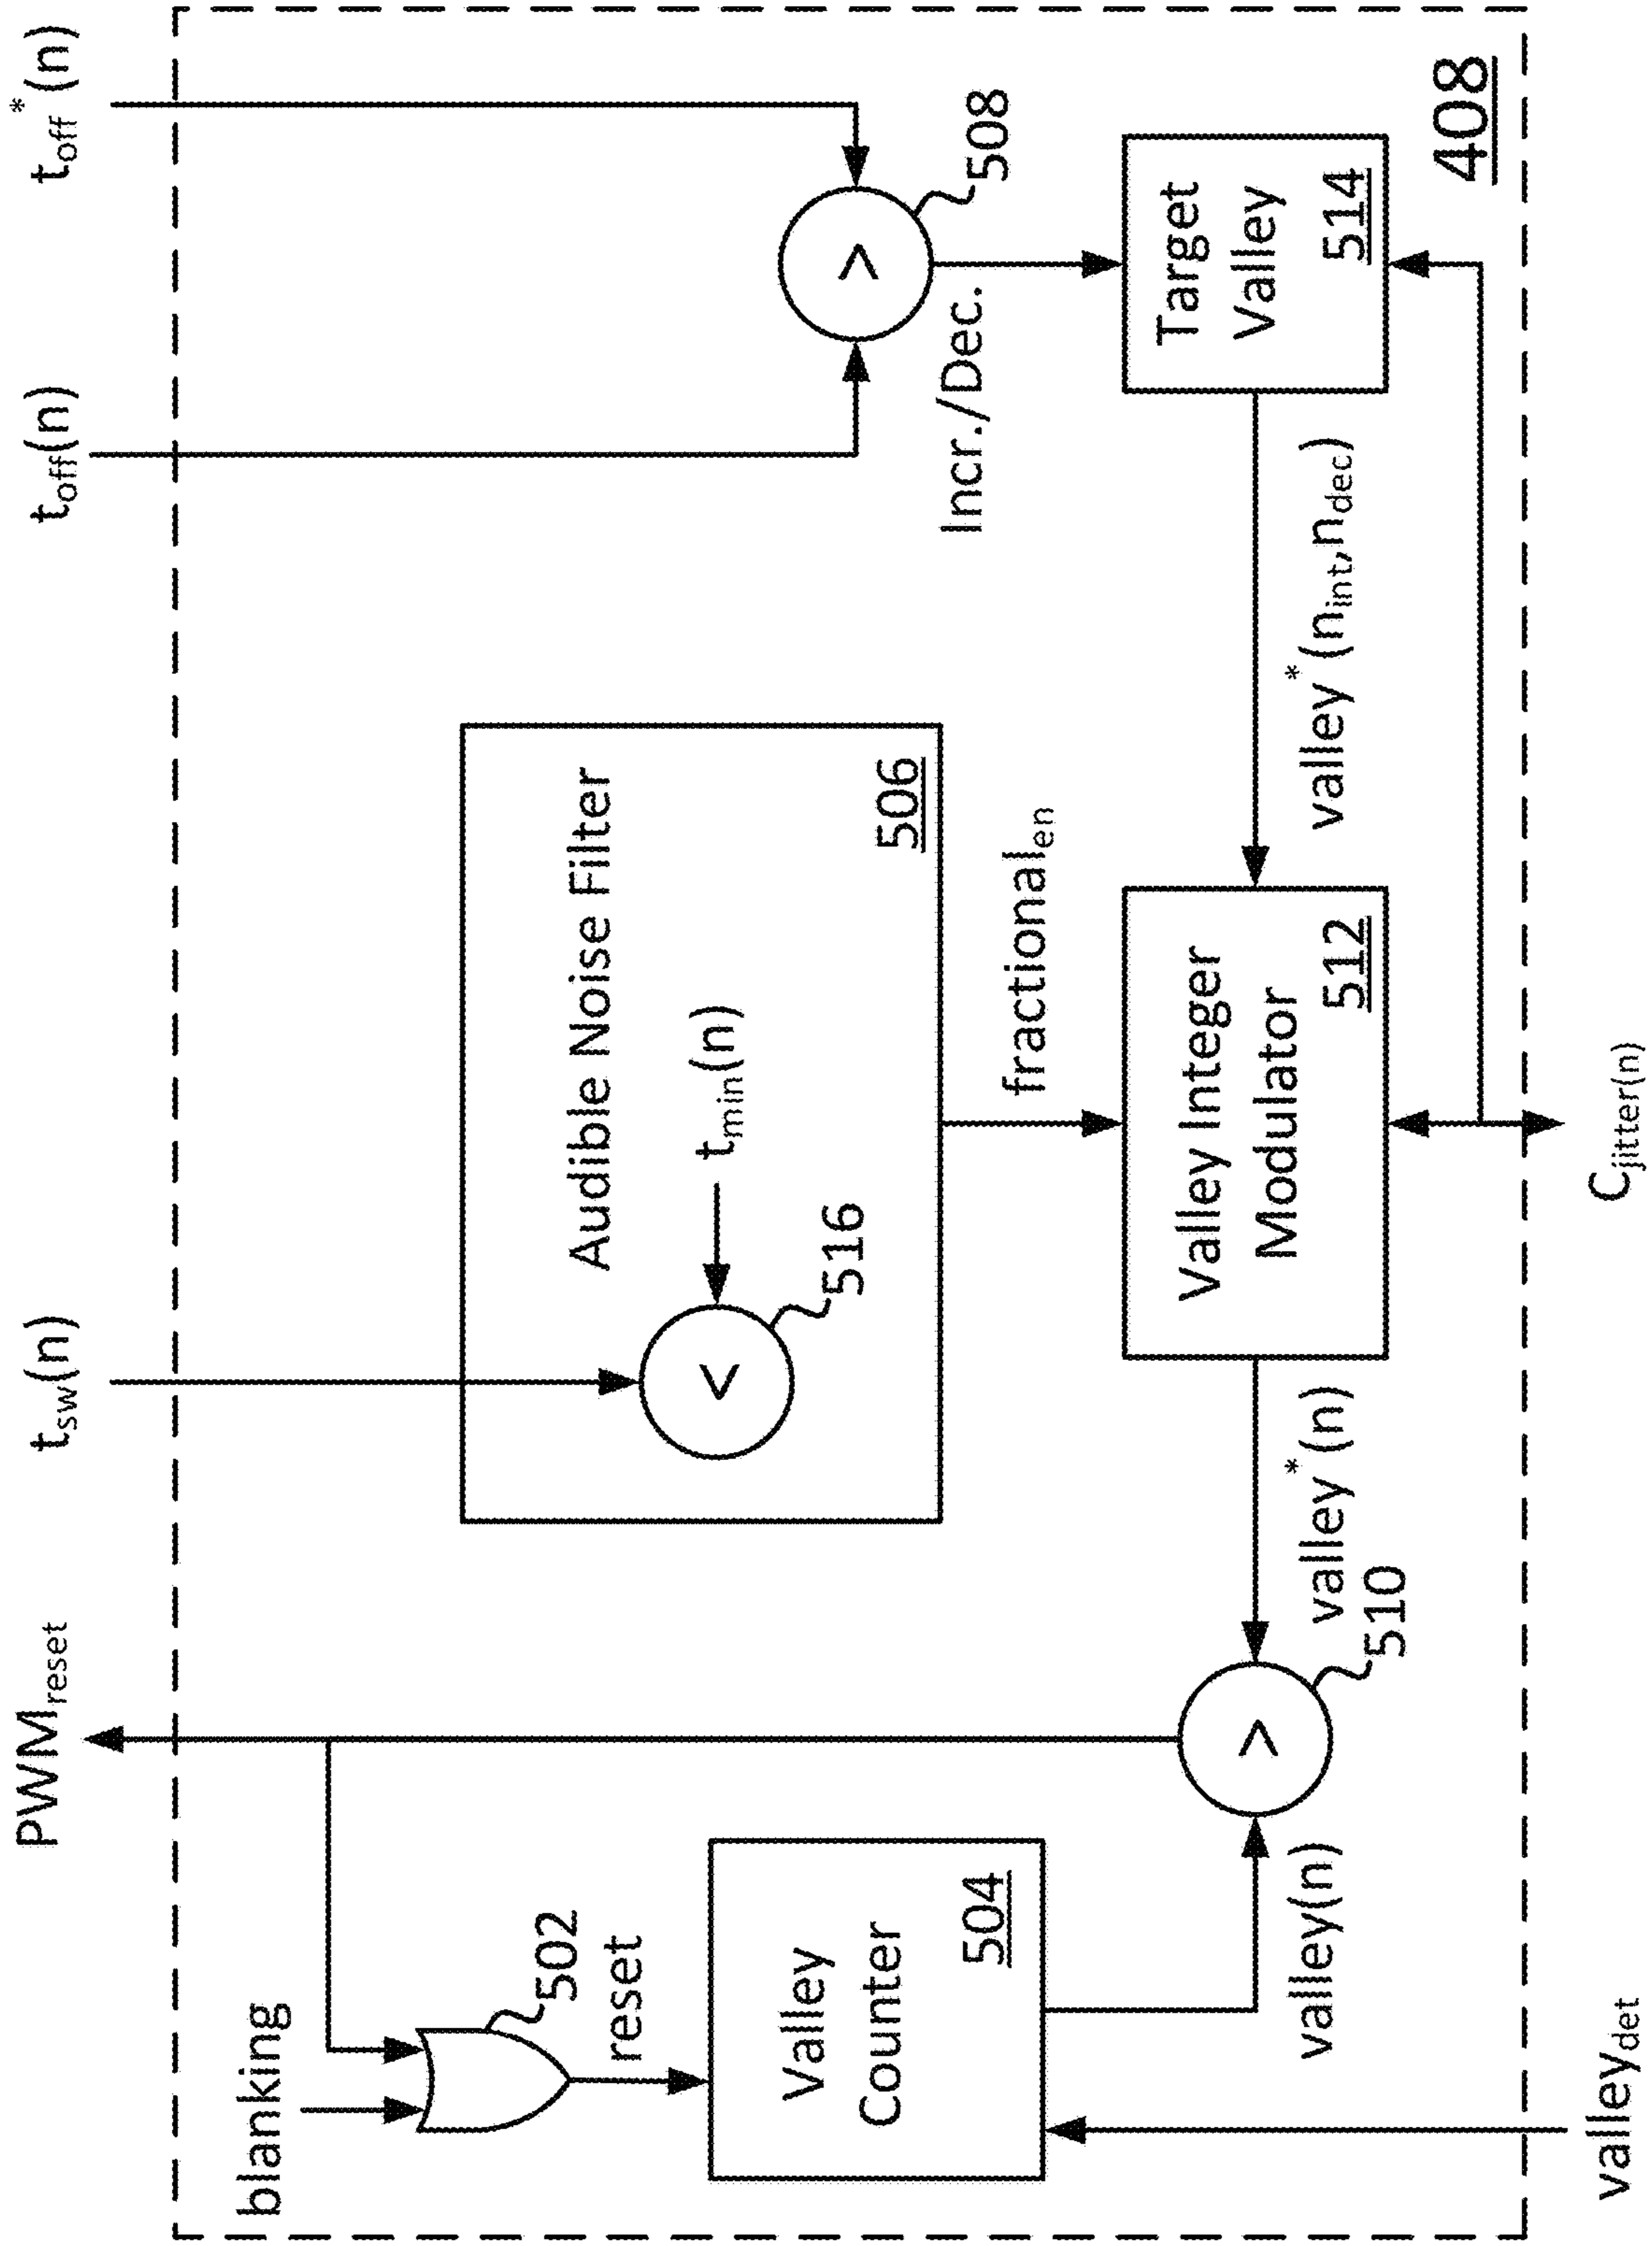 PWM_reset
t_sw(n)
t_off(n)
t_off*(n)
blanking
502
reset
Valley
Counter
504
valley(n)
valley_det
>
510
valley*(n)
Audible Noise Filter
t_min(n)
<
516
506
fractional_en
Valley Integer
Modulator
512
C_jitter(n)
valley*(n_int,n_dec)
>
508
Incr./Dec.
Target
Valley
514
408